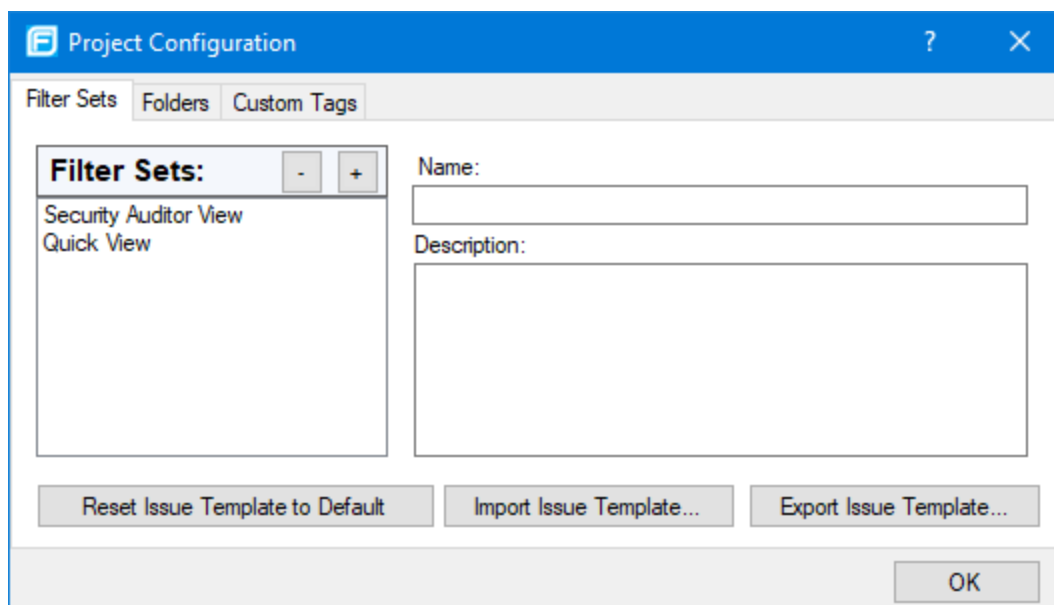 Project Configuration
Filter Sets Folders Custom Tags
Filter Sets: - +
Security Auditor View
Quick View
Name:
Description:
Reset Issue Template to Default Import Issue Template... Export Issue Template...
OK